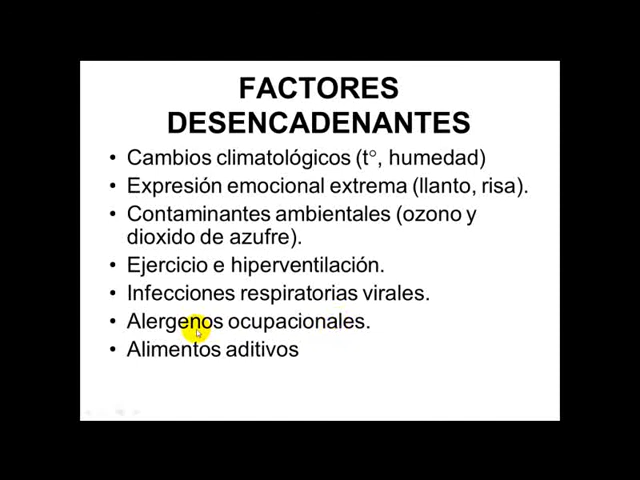 FACTORES
DESENCADENANTES
• Cambios climatológicos (t°, humedad)
• Expresión emocional extrema (llanto, risa).
• Contaminantes ambientales (ozono y
dioxido de azufre).
• Ejercicio e hiperventilación.
• Infecciones respiratorias virales.
• Alergenos ocupacionales.
• Alimentos aditivos